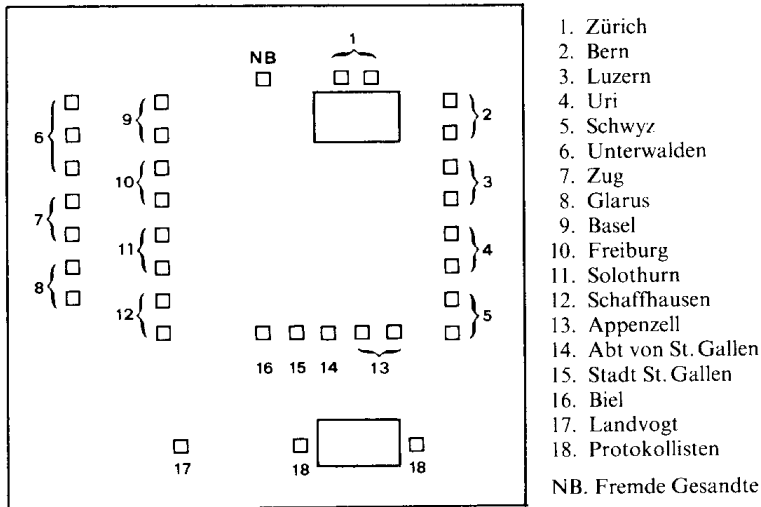 1
NB
2
6
9
10
3
7
11
4
8
12
5
16 15 14 13
17 18 18
1. Zürich
2. Bern
3. Luzern
4. Uri
5. Schwyz
6. Unterwalden
7. Zug
8. Glarus
9. Basel
10. Freiburg
11. Solothurn
12. Schaffhausen
13. Appenzell
14. Abt von St. Gallen
15. Stadt St. Gallen
16. Biel
17. Landvogt
18. Protokollisten
NB. Fremde Gesandte